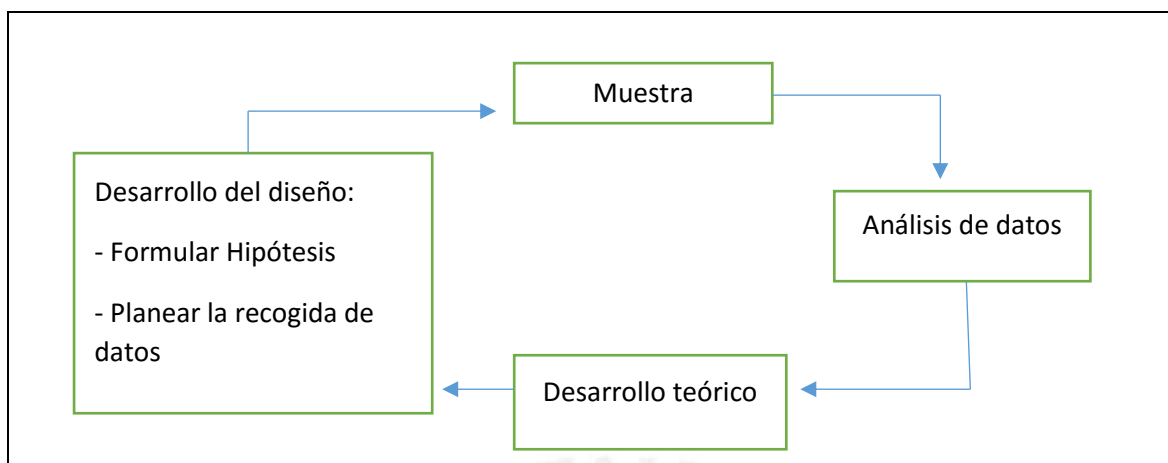 Muestra
Desarrollo del diseño:
- Formular Hipótesis
- Planear la recogida de
datos
Análisis de datos
Desarrollo teórico